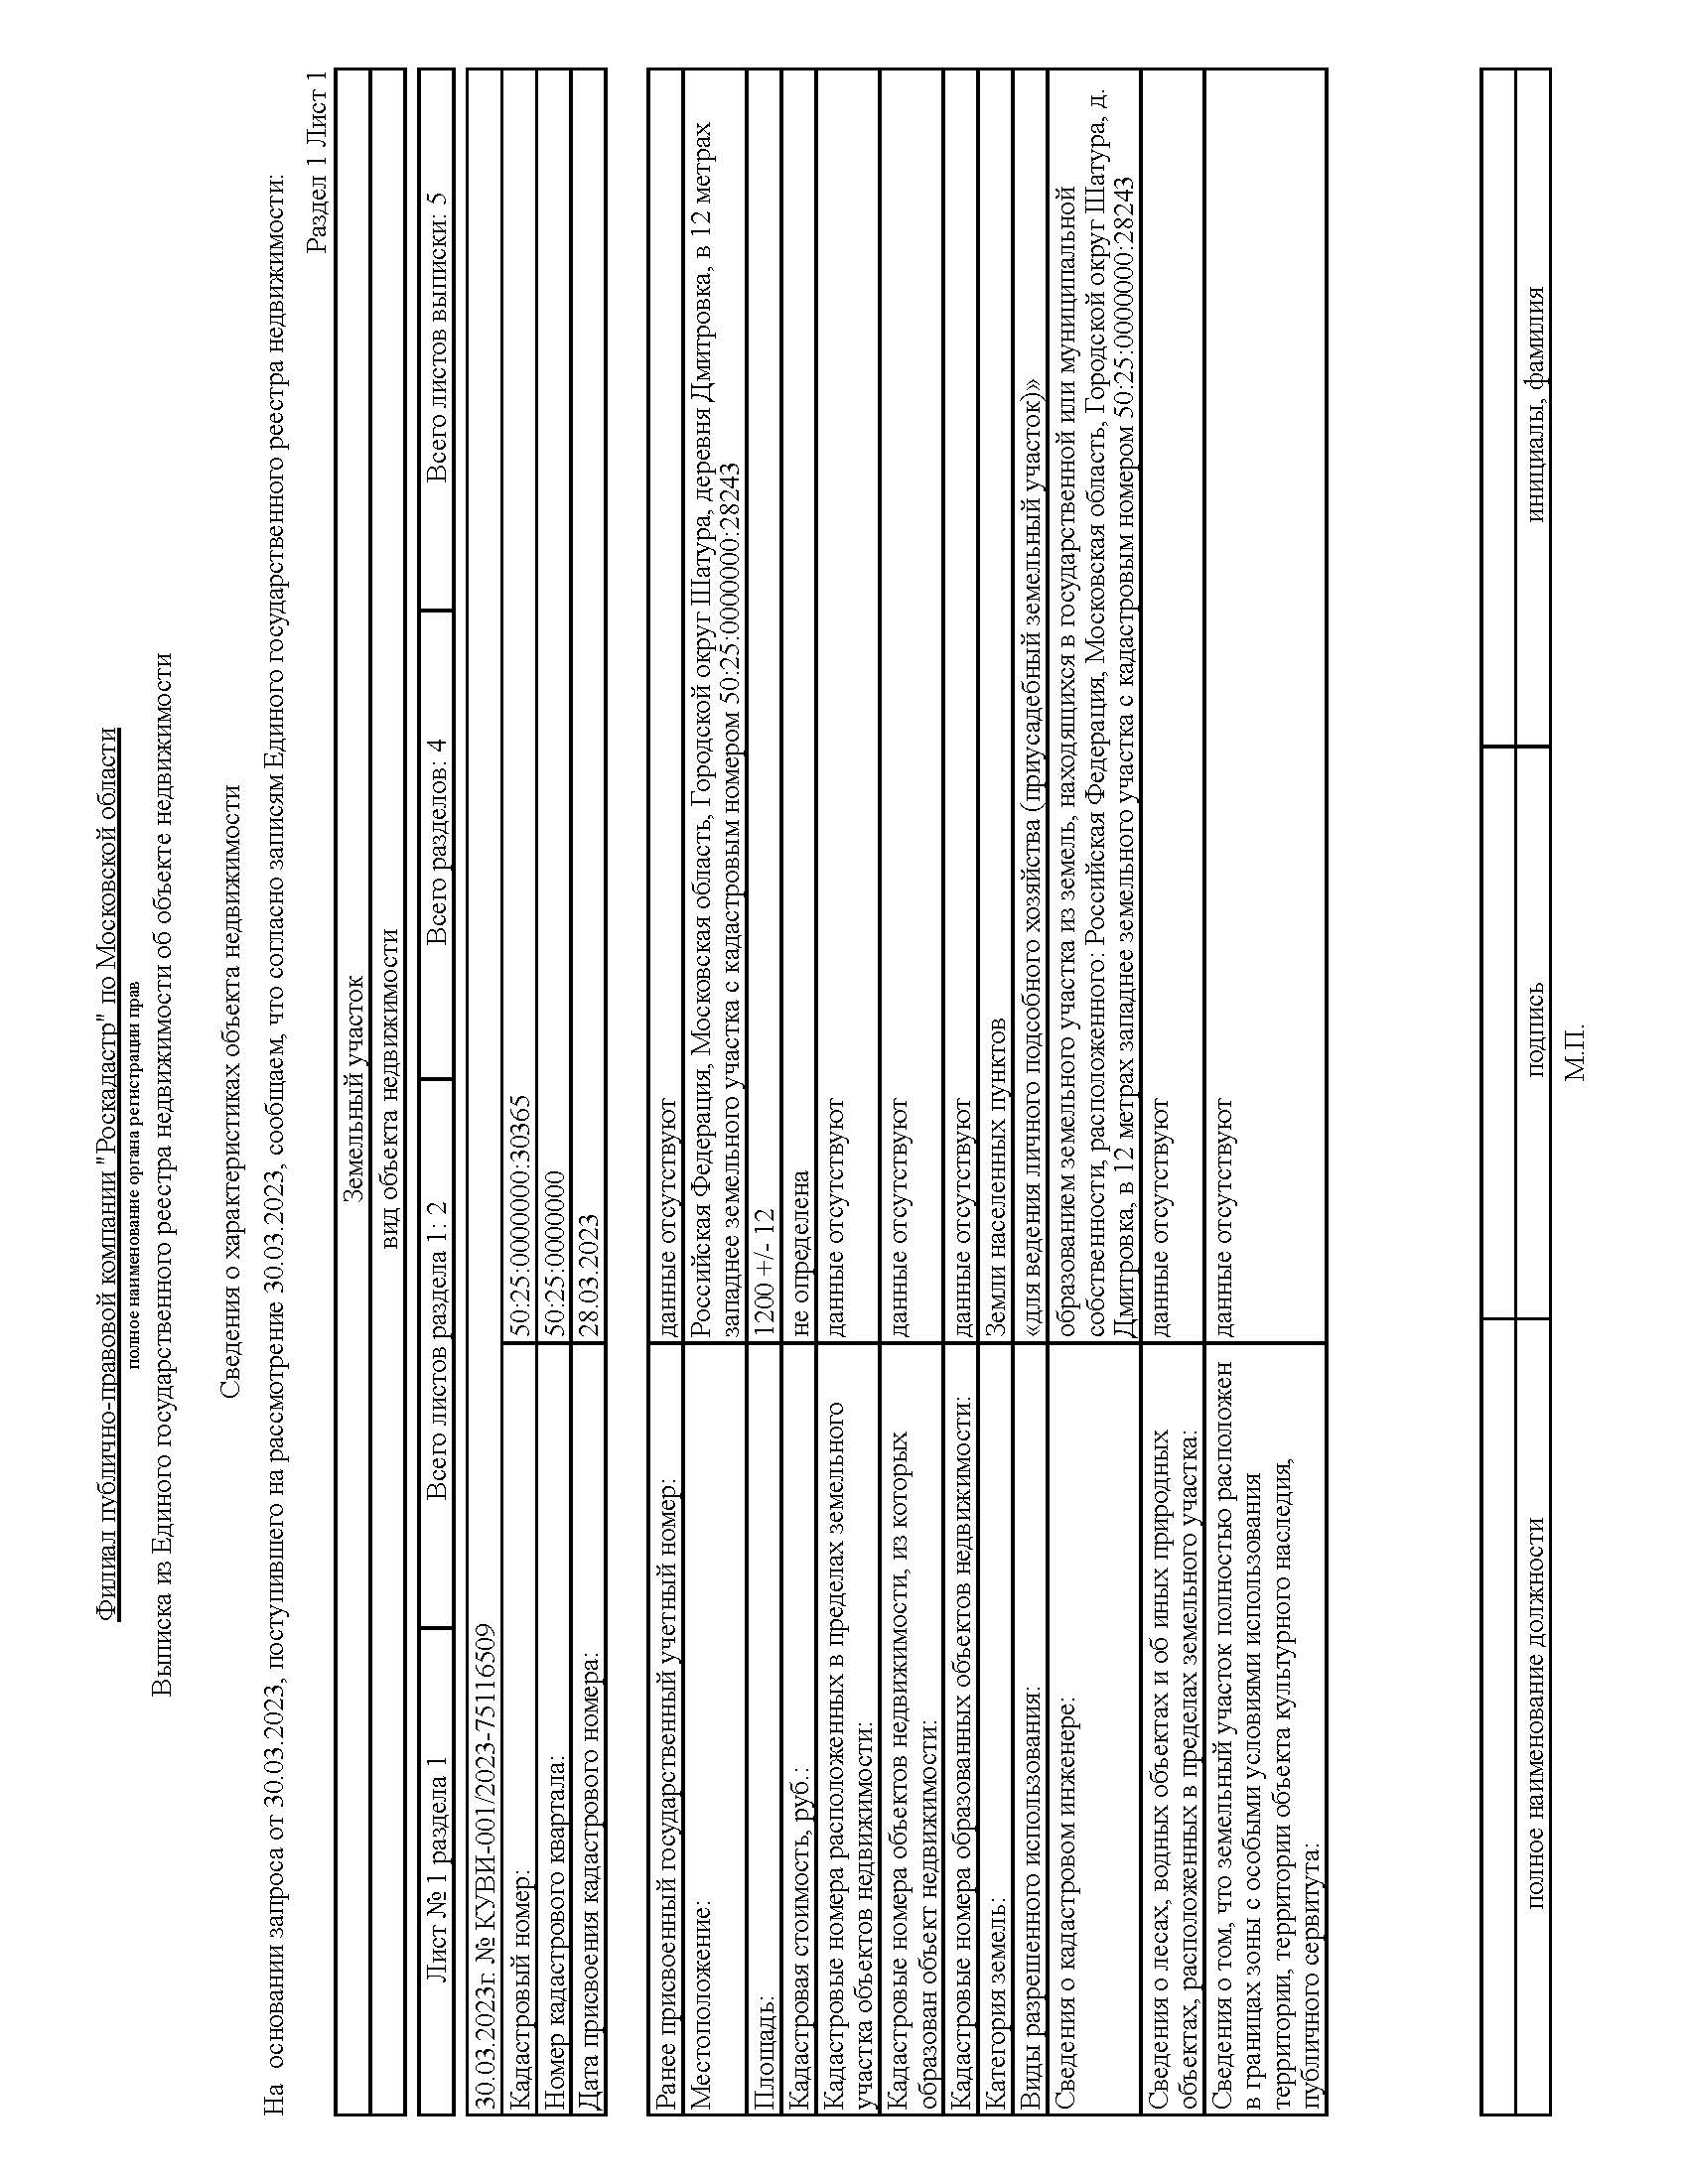 Филиал публично-правовой компании "Роскадастр" по Московской области
полное наименование органа регистрации прав
Выписка из Единого государственного реестра недвижимости об объекте недвижимости
Сведения о характеристиках объекта недвижимости
На основании запроса от 30.03.2023, поступившего на рассмотрение 30.03.2023, сообщаем, что согласно записям Единого государственного реестра недвижимости:
Раздел 1 Лист 1
Земельный участок
вид объекта недвижимости
Лист № 1 раздела 1 Всего листов раздела 1: 2 Всего разделов: 4 Всего листов выписки: 5
30.03.2023г. № КУВИ-001/2023-75116509
Кадастровый номер: 50:25:0000000:30365
Номер кадастрового квартала: 50:25:0000000
Дата присвоения кадастрового номера: 28.03.2023
Ранее присвоенный государственный учетный номер: данные отсутствуют
Местоположение: Российская Федерация, Московская область, Городской округ Шатура, деревня Дмитровка, в 12 метрах
западнее земельного участка с кадастровым номером 50:25:0000000:28243
Площадь: 1200 +/- 12
Кадастровая стоимость, руб.: не определена
Кадастровые номера расположенных в пределах земельного данные отсутствуют
участка объектов недвижимости:
Кадастровые номера объектов недвижимости, из которых данные отсутствуют
образован объект недвижимости:
Кадастровые номера образованных объектов недвижимости: данные отсутствуют
Категория земель: Земли населенных пунктов
Виды разрешенного использования: «для ведения личного подсобного хозяйства (приусадебный земельный участок)»
Сведения о кадастровом инженере: образованием земельного участка из земель, находящихся в государственной или муниципальной
собственности, расположенного: Российская Федерация, Московская область, Городской округ Шатура, д.
Дмитровка, в 12 метрах западнее земельного участка с кадастровым номером 50:25:0000000:28243
Сведения о лесах, водных объектах и об иных природных данные отсутствуют
объектах, расположенных в пределах земельного участка:
Сведения о том, что земельный участок полностью расположен данные отсутствуют
в границах зоны с особыми условиями использования
территории, территории объекта культурного наследия,
публичного сервитута:
полное наименование должности подпись инициалы, фамилия
М.П.